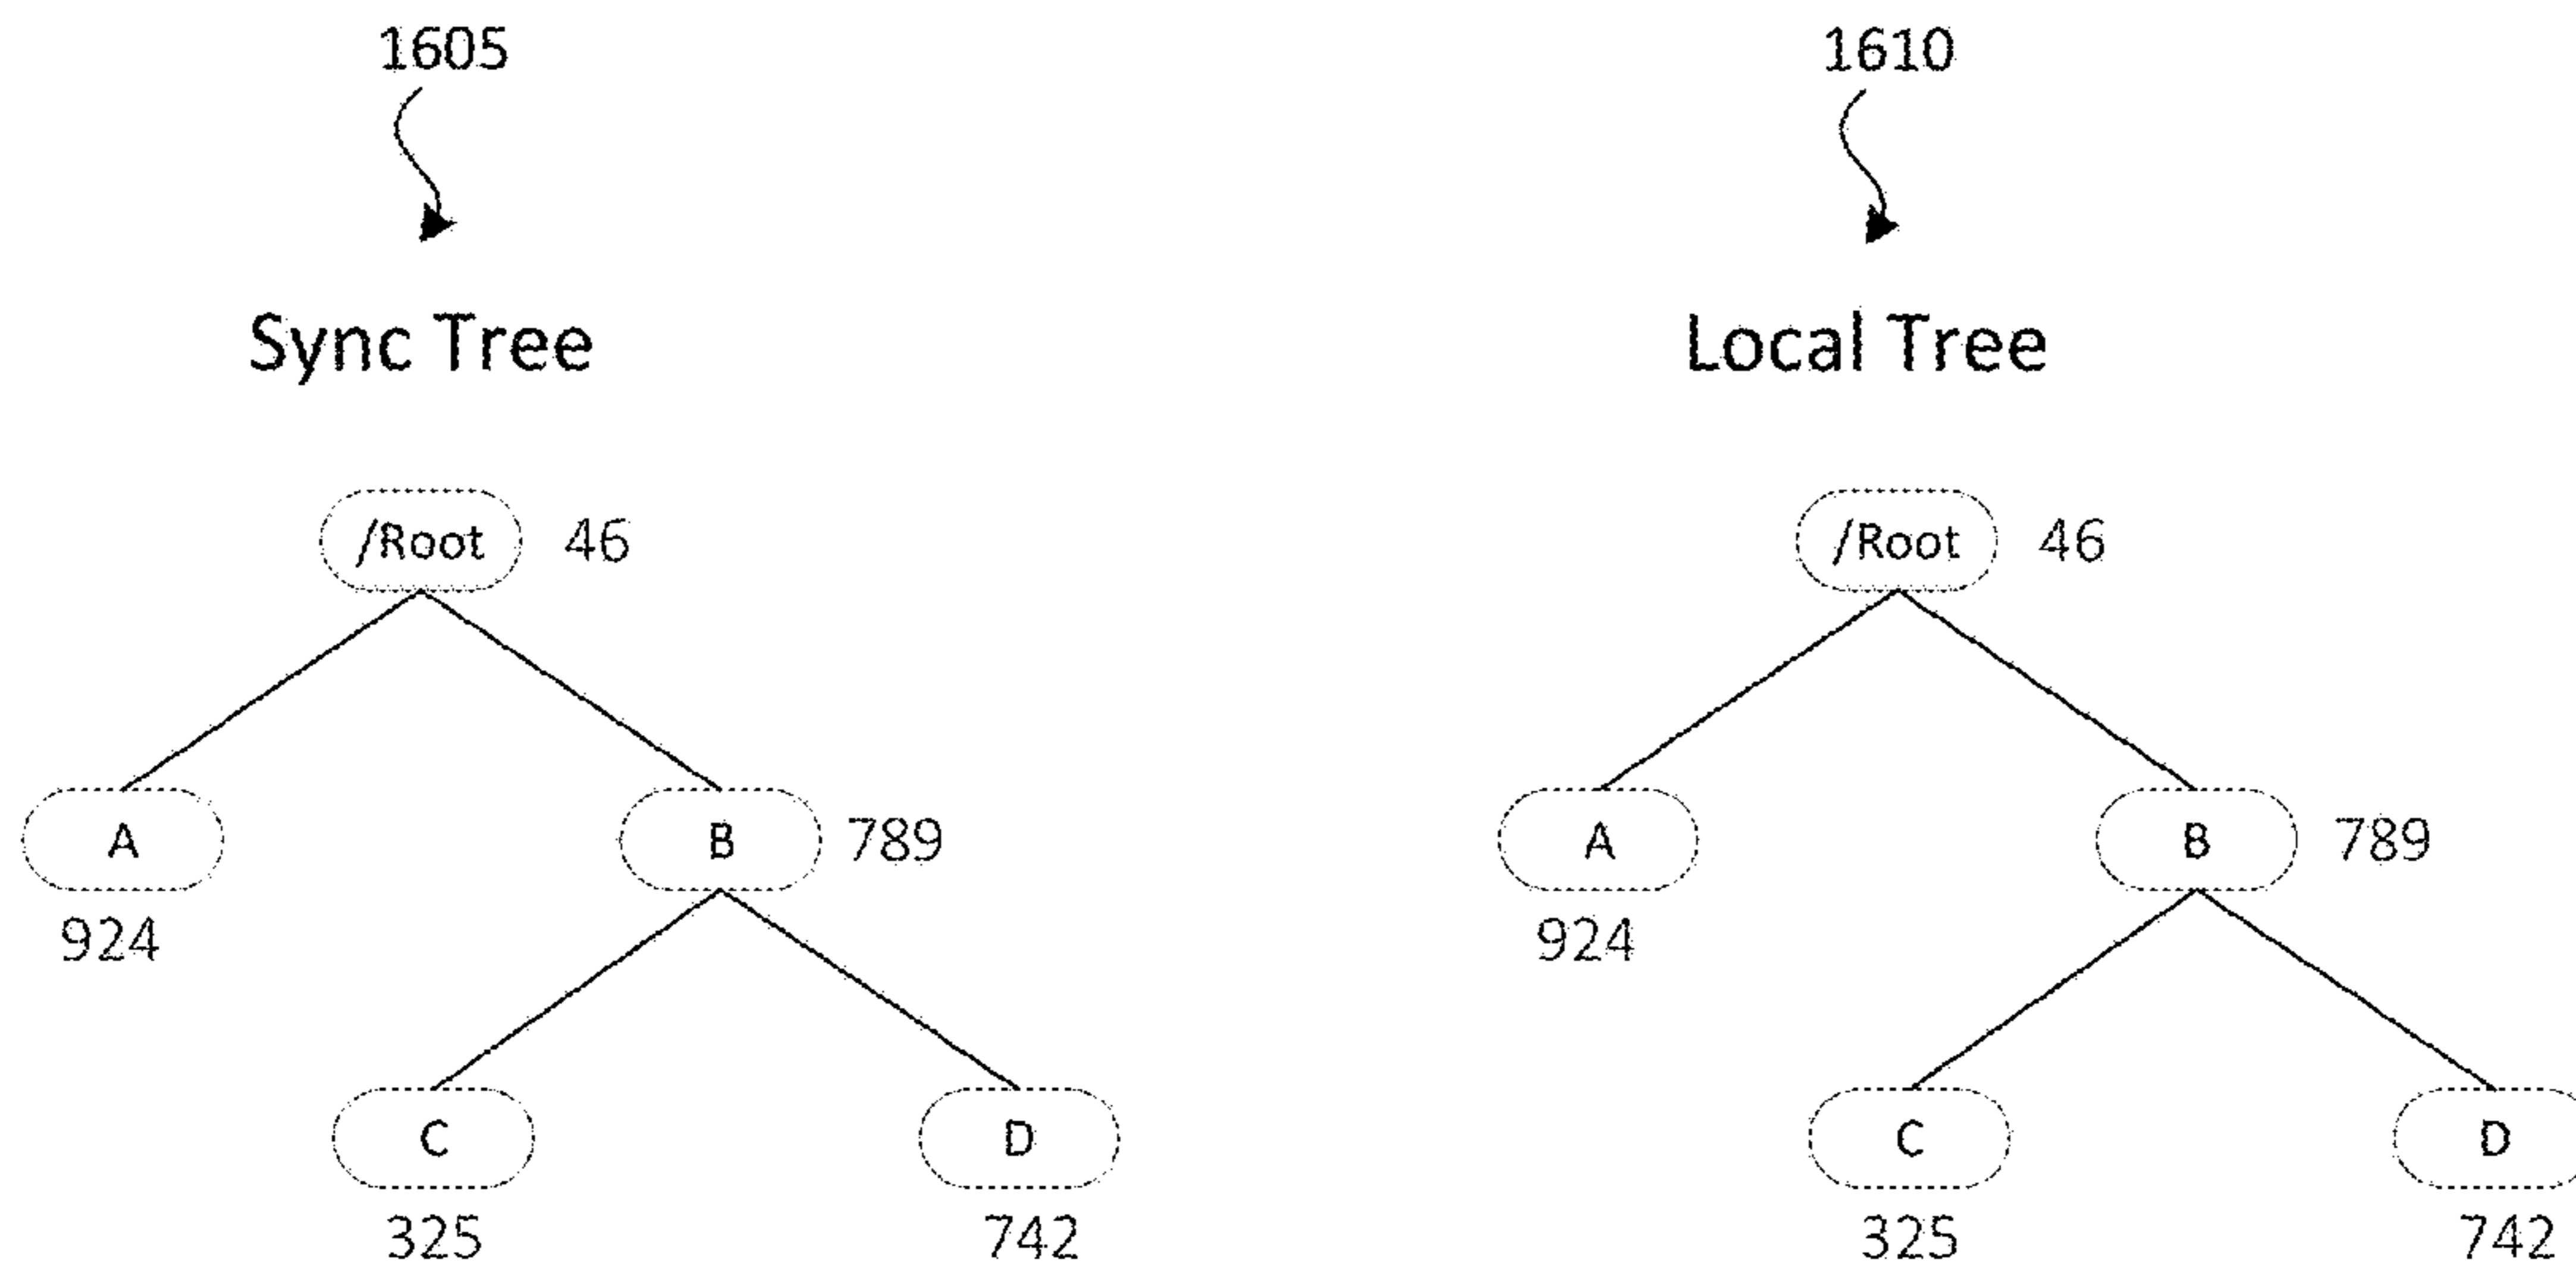 1605 1610
Sync Tree Local Tree
/Root 46 /Root 46
A B 789 A B 789
924 924
C D C D
325 742 325 742